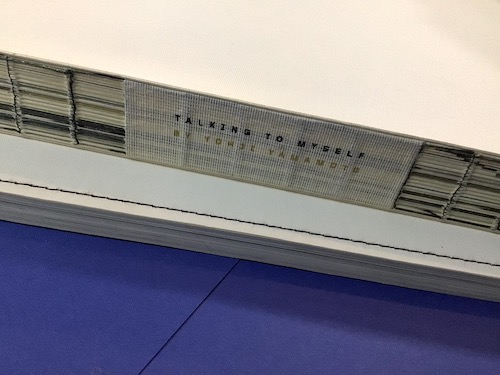 TALKING TO MYSELF
BY YOHJI YAMAMOTO